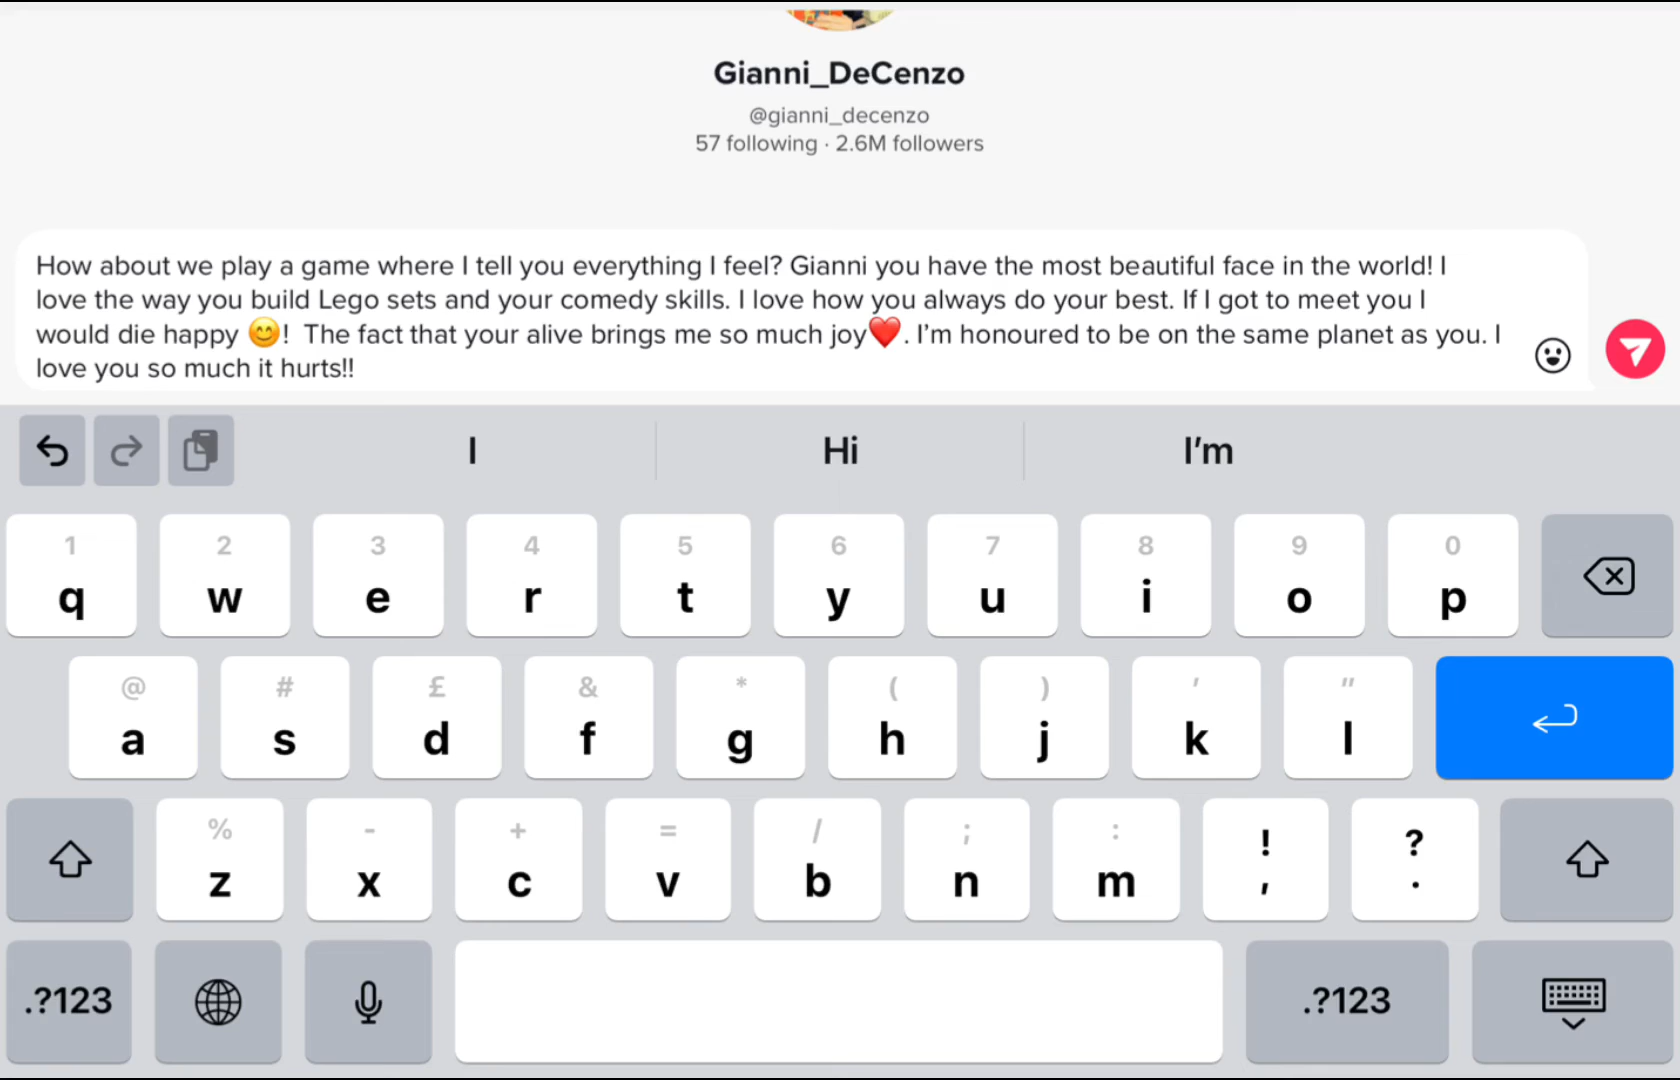 Gianni_DeCenzo
@gianni_decenzo
57 following · 2.6M followers
How about we play a game where I tell you everything I feel? Gianni you have the most beautiful face in the world! I
love the way you build Lego sets and your comedy skills. I love how you always do your best. If I got to meet you I
would die happy 😊!  The fact that your alive brings me so much joy❤️. I’m honoured to be on the same planet as you. I
love you so much it hurts!!
I Hi I’m
1 2 3 4 5 6 7 8 9 0
q w e r t y u i o p
@ # £ & * ( ) ' "
a s d f g h j k l
% - + = / ; : ! ?
z x c v b n m , .
.?123 .?123